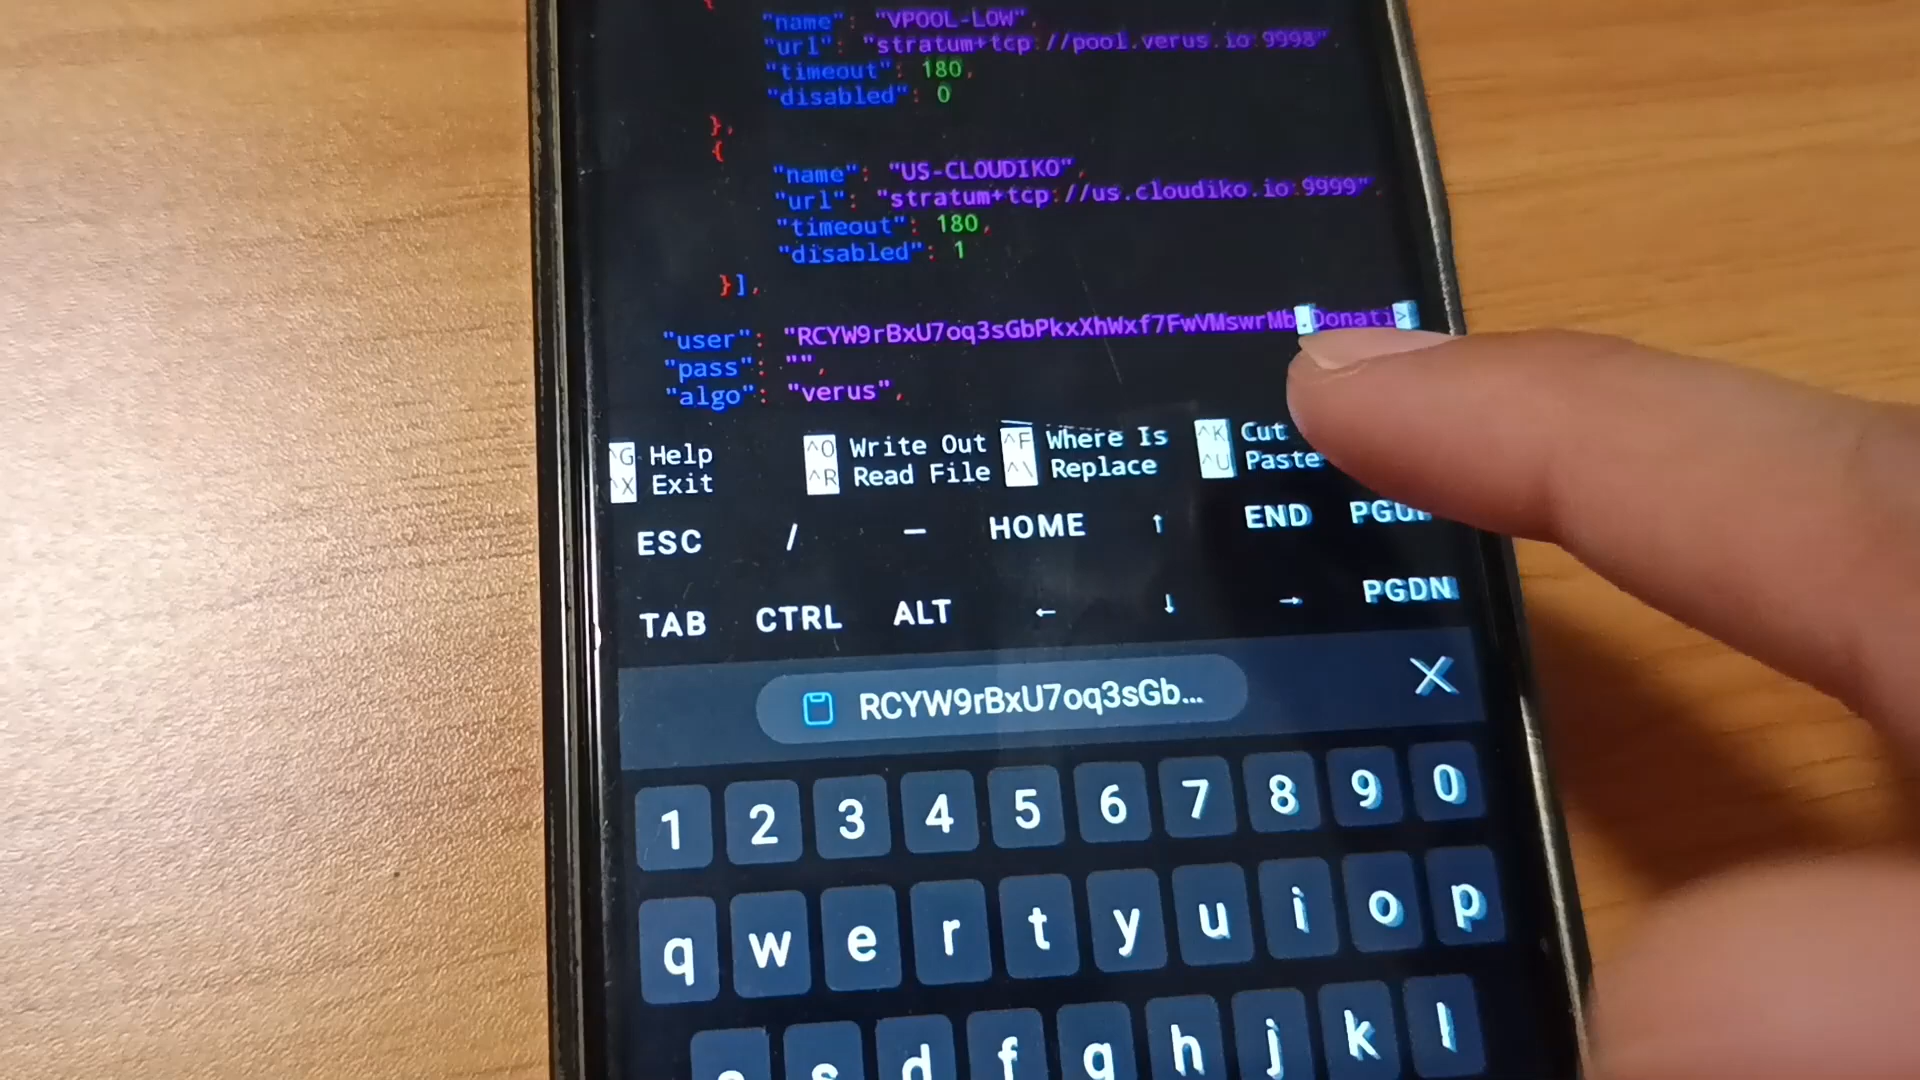 {
"name": "VPOOL-LOW",
"url": "stratum+tcp://pool.verus.io:9998",
"timeout": 180,
"disabled": 0
},
{
"name": "US-CLOUDIKO",
"url": "stratum+tcp://us.cloudiko.io:9999",
"timeout": 180,
"disabled": 1
}],
"user": "RCYW9rBxU7oq3sGbPkxXhWxf7FwVMswrMb.Donati>
"pass": "",
"algo": "verus",
^G Help ^O Write Out ^F Where Is ^K Cut
^X Exit ^R Read File ^\ Replace ^U Paste
ESC / — HOME ↑ END
TAB CTRL ALT ← ↓ → PGDN
RCYW9rBxU7oq3sGb...
1 2 3 4 5 6 7 8 9 0
q w e r t y u i o p
d f g h j k l